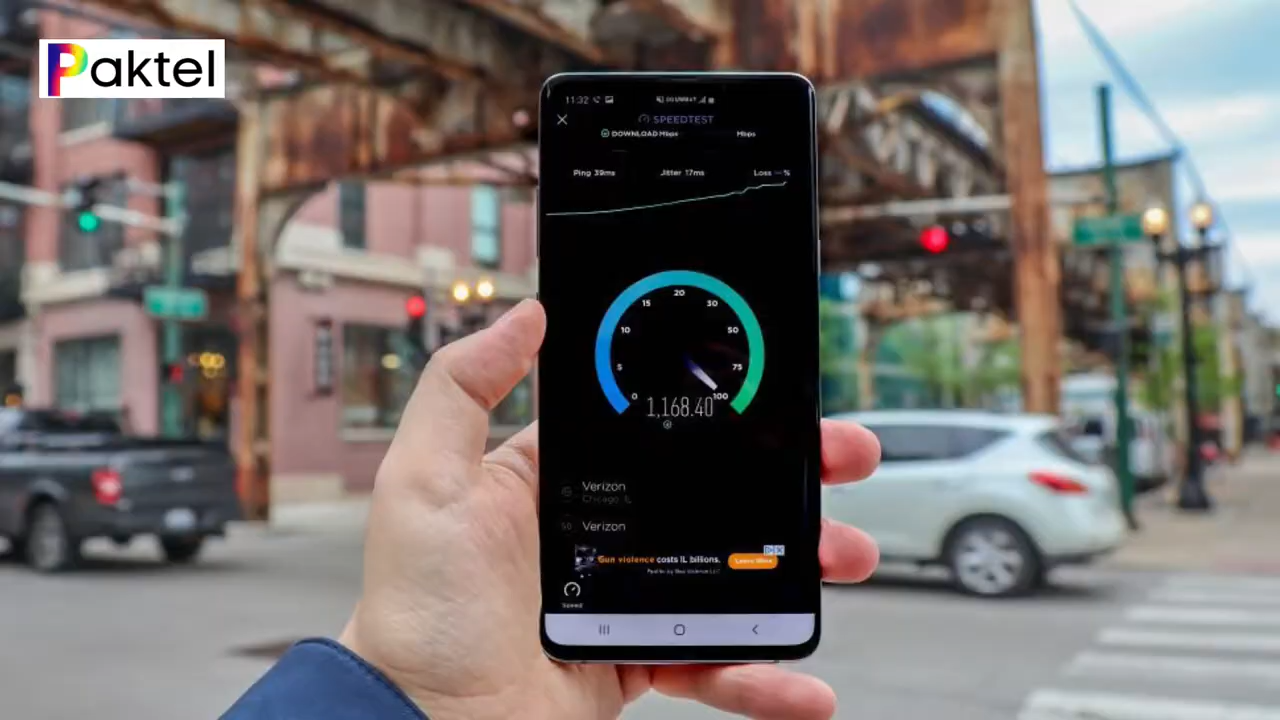 Paktel
11:32
SPEEDTEST
DOWNLOAD Mbps Mbps
Ping 39ms Jitter 17ms Loss — %
20
15 30
10 50
5 75
0 100
1,168.40
Verizon
Chicago, IL
Verizon
Gun violence costs IL billions.
Learn More
Speed